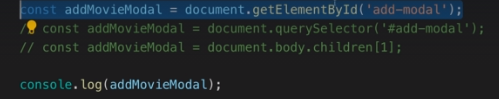 const addMovieModal = document.getElementById('add-modal');
// const addMovieModal = document.querySelector('#add-modal');
// const addMovieModal = document.body.children[1];
console.log(addMovieModal);